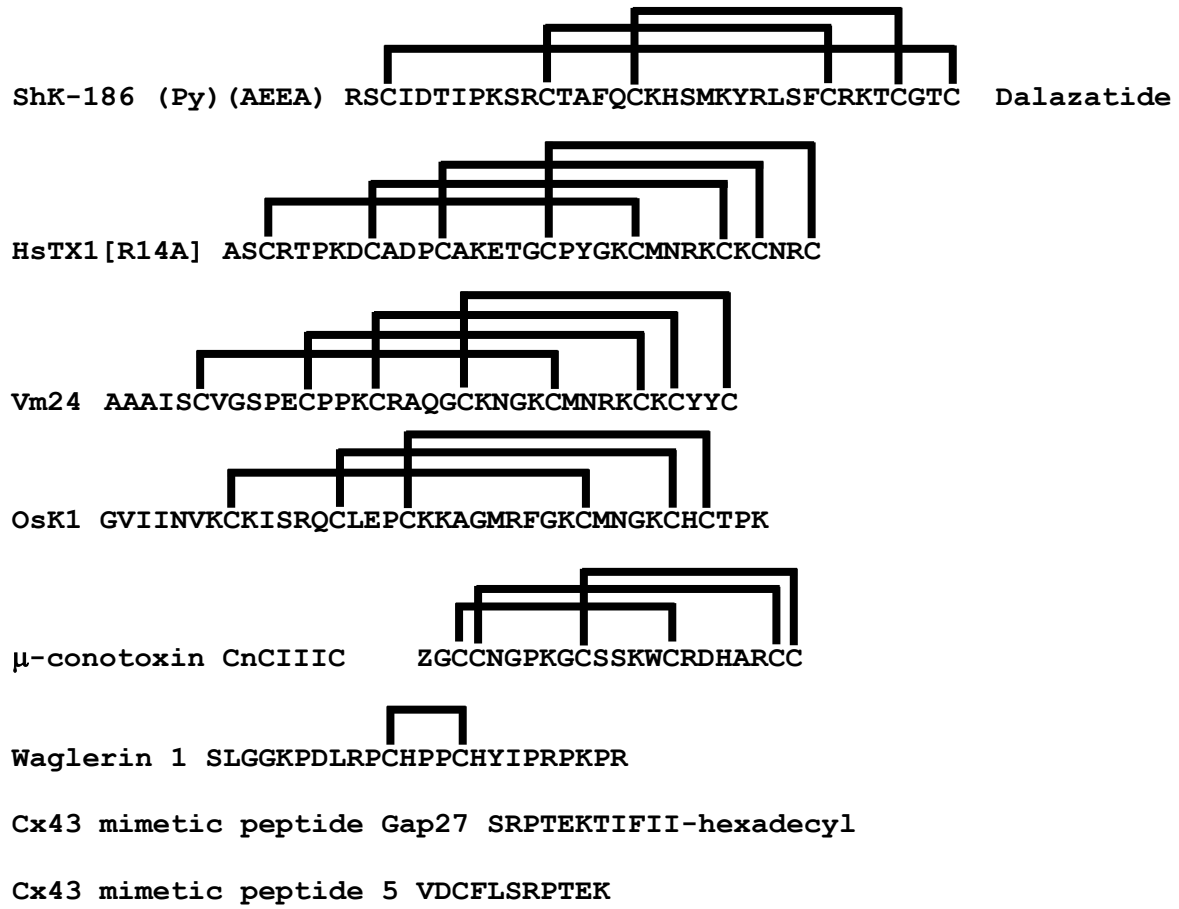 ShK-186 (Py)(AEEA) RSCIDTIPKSRCTAFQCKHSMKYRLSFCRKTCGTC Dalazatide
HsTX1[R14A] ASCRTPKDCADPCAKETGCPYGKCMNRKCKCNRC
Vm24 AAAISCVGSPECPPKCRAQGCKNGKCMNRKCKCYYC
OsK1 GVIINVKCKISRQCLEPCKKAGMRFGKCMNGKCHCTPK
μ-conotoxin CnCIIIC ZGCCNGPKGCSSKWCRDHARCC
Waglerin 1 SLGGKPDLRPCHPPCHYIPRPKPR
Cx43 mimetic peptide Gap27 SRPTEKTIFII-hexadecyl
Cx43 mimetic peptide 5 VDCFLSRPTEK